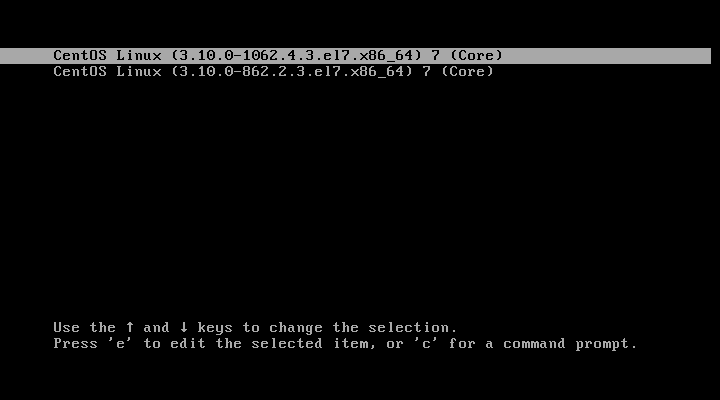 CentOS Linux (3.10.0-1062.4.3.el7.x86_64) 7 (Core)
CentOS Linux (3.10.0-862.2.3.el7.x86_64) 7 (Core)
Use the ↑ and ↓ keys to change the selection.
Press 'e' to edit the selected item, or 'c' for a command prompt.